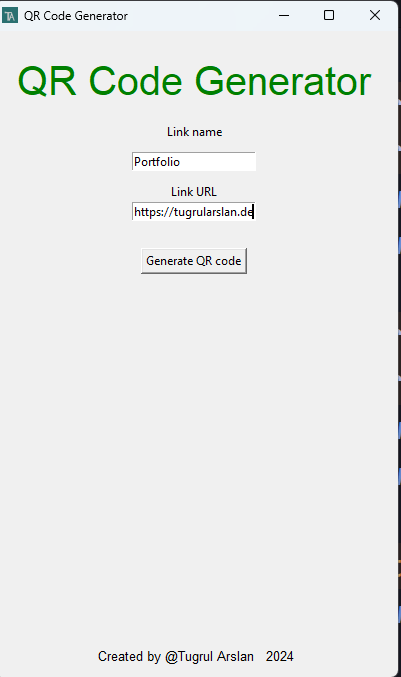 QR Code Generator
QR Code Generator
Link name
Portfolio
Link URL
https://tugrularslan.de
Generate QR code
Created by @Tugrul Arslan 2024